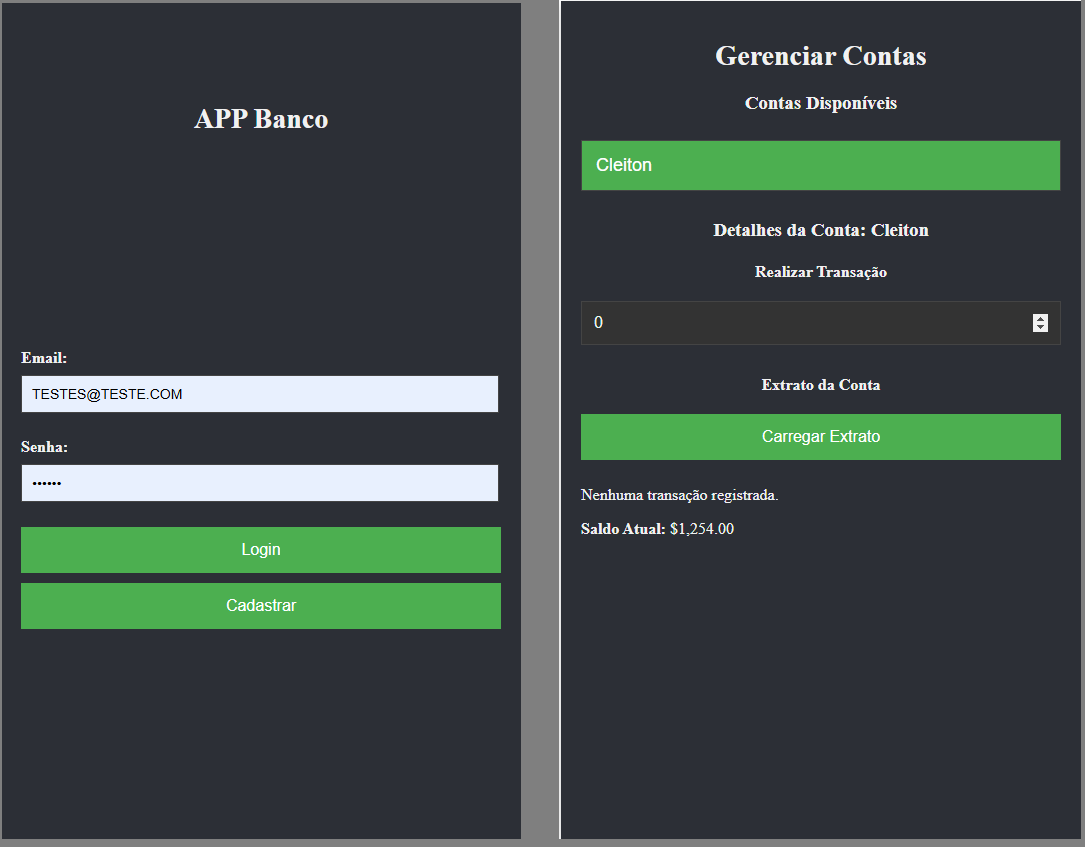 APP Banco
Email:
TESTES@TESTE.COM
Senha:
••••••
Login
Cadastrar
Gerenciar Contas
Contas Disponíveis
Cleiton
Detalhes da Conta: Cleiton
Realizar Transação
0
Extrato da Conta
Carregar Extrato
Nenhuma transação registrada.
Saldo Atual: $1,254.00